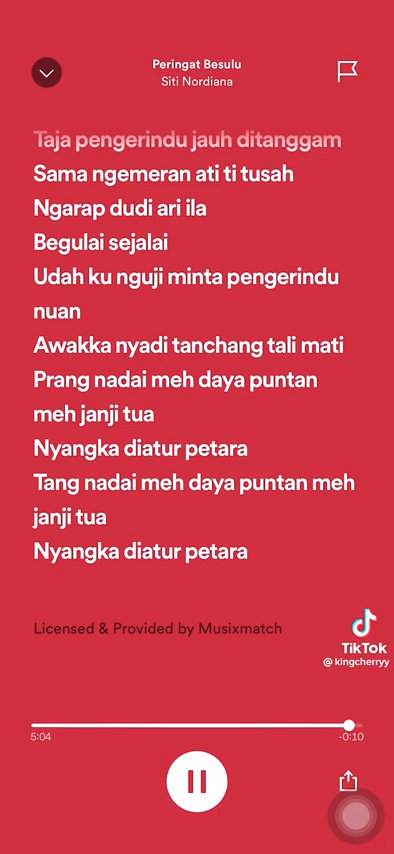 Peringat Besulu
Siti Nordiana
Taja pengerindu jauh ditanggam
Sama ngemeran ati ti tusah
Ngarap dudi ari ila
Begulai sejalai
Udah ku nguji minta pengerindu
nuan
Awakka nyadi tanchang tali mati
Prang nadai meh daya puntan
meh janji tua
Nyangka diatur petara
Tang nadai meh daya puntan meh
janji tua
Nyangka diatur petara
Licensed & Provided by Musixmatch
TikTok
@kingcherryy
5:04
-0:10